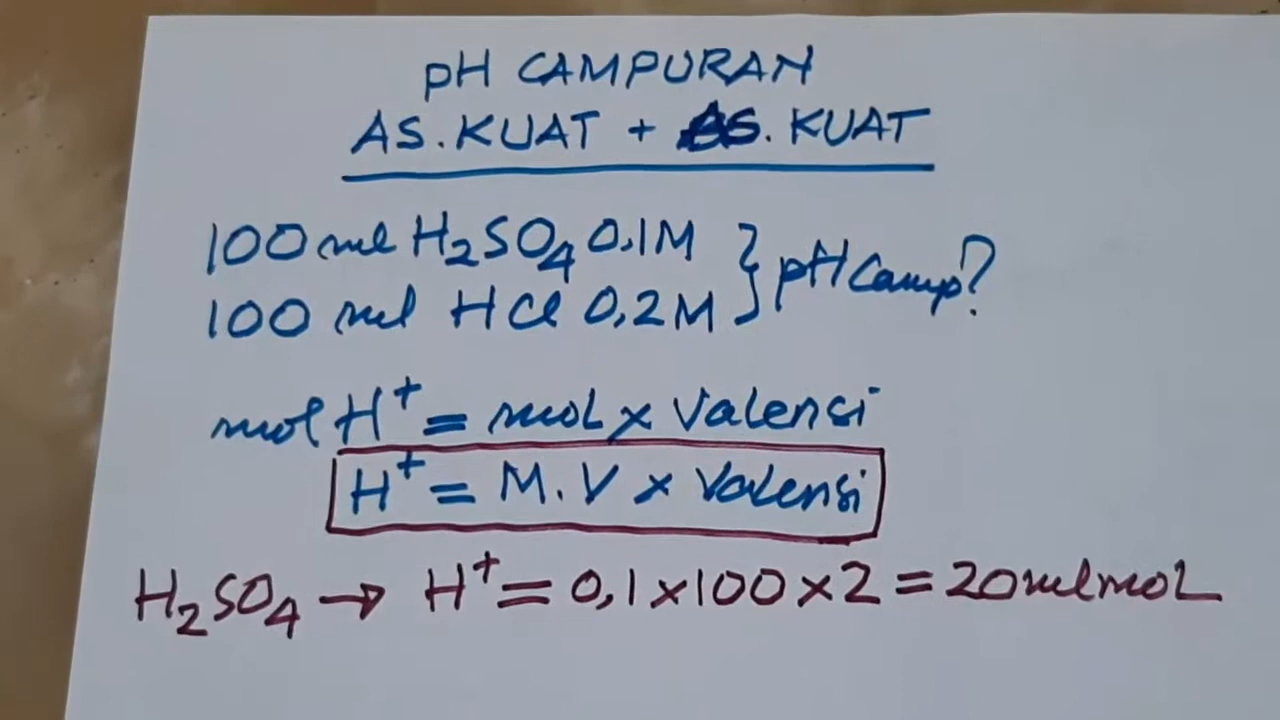 pH CAMPURAN
AS. KUAT + AS. KUAT
100 ml H₂SO₄ 0,1M
100 ml HCl 0,2M } pH Camp?
mol H⁺ = mol x Valensi
H⁺ = M.V x Valensi
H₂SO₄ → H⁺ = 0,1 x 100 x 2 = 20 mlmol